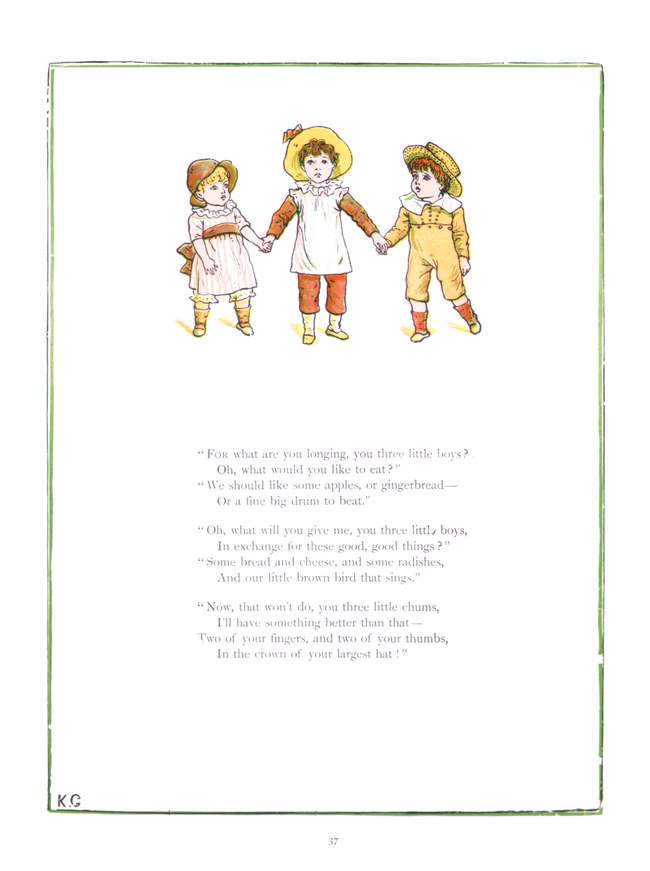 “FOR what are you longing, you three little boys?
Oh, what would you like to eat?”
“We should like some apples, or gingerbread—
Or a fine big drum to beat.”
“Oh, what will you give me, you three little boys,
In exchange for these good, good things?”
“Some bread and cheese, and some radishes,
And our little brown bird that sings.”
“Now, that won't do, you three little chums,
I'll have something better than that—
Two of your fingers, and two of your thumbs,
In the crown of your largest hat!”
K.G
37